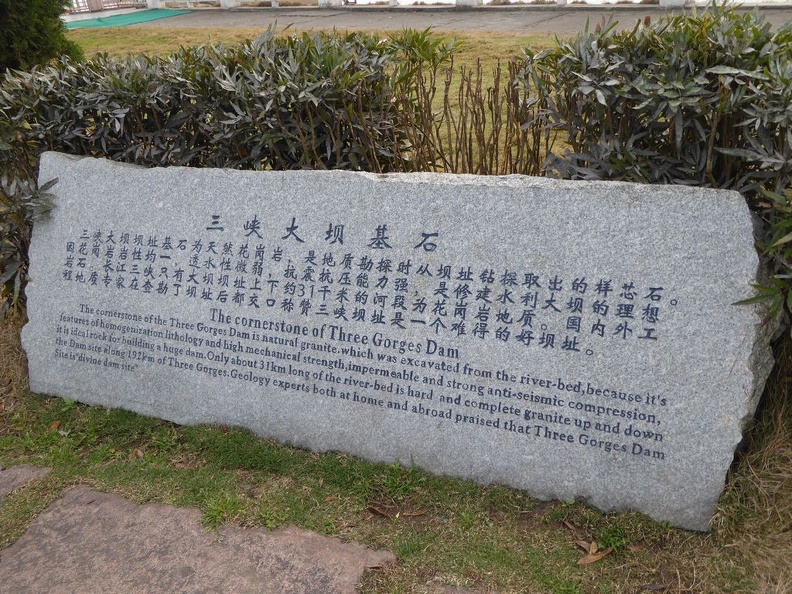 三峡大坝基石
三峡大坝坝址基石为天然花岗岩，是地质勘探时从坝址钻探取出的样芯石。
因花岗岩岩性均一，透水性微弱，抗震抗压能力强，是修建水利大坝的理想
岩石，长江三峡只有大坝坝址上下约31千米的河段为花岗岩地质。国内外工
程地质专家在查勘了坝址后都交口称赞三峡坝址是一个难得的好坝址。
The cornerstone of Three Gorges Dam
The cornerstone of the Three Gorges Dam is natural granite.which was excavated from the river-bed,because it's
features of homogenization lithology and high mechanical strength,impermeable and strong anti-seismic compression,
it is ideal rock for building a huge dam.Only about 31km long of the river-bed is hard and complete granite up and down
the Dam site along 192km of Three Gorges.Geology experts both at home and abroad praised that Three Gorges Dam
Site is"divine dam site"